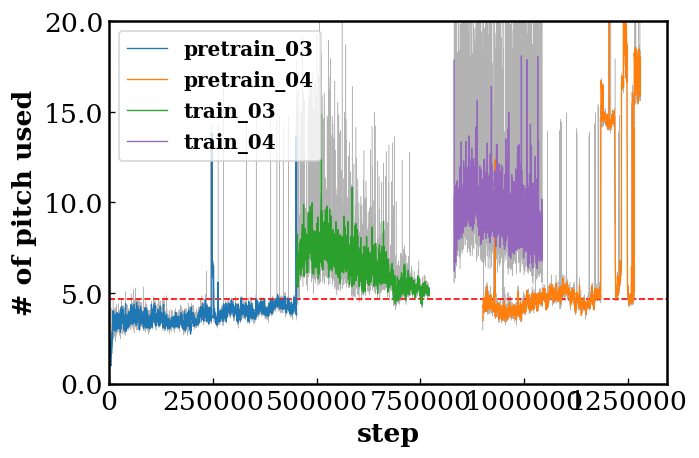 20.0
15.0
10.0
5.0
0.0
# of pitch used
pretrain_03
pretrain_04
train_03
train_04
0 250000 500000 750000 1000000 1250000
step